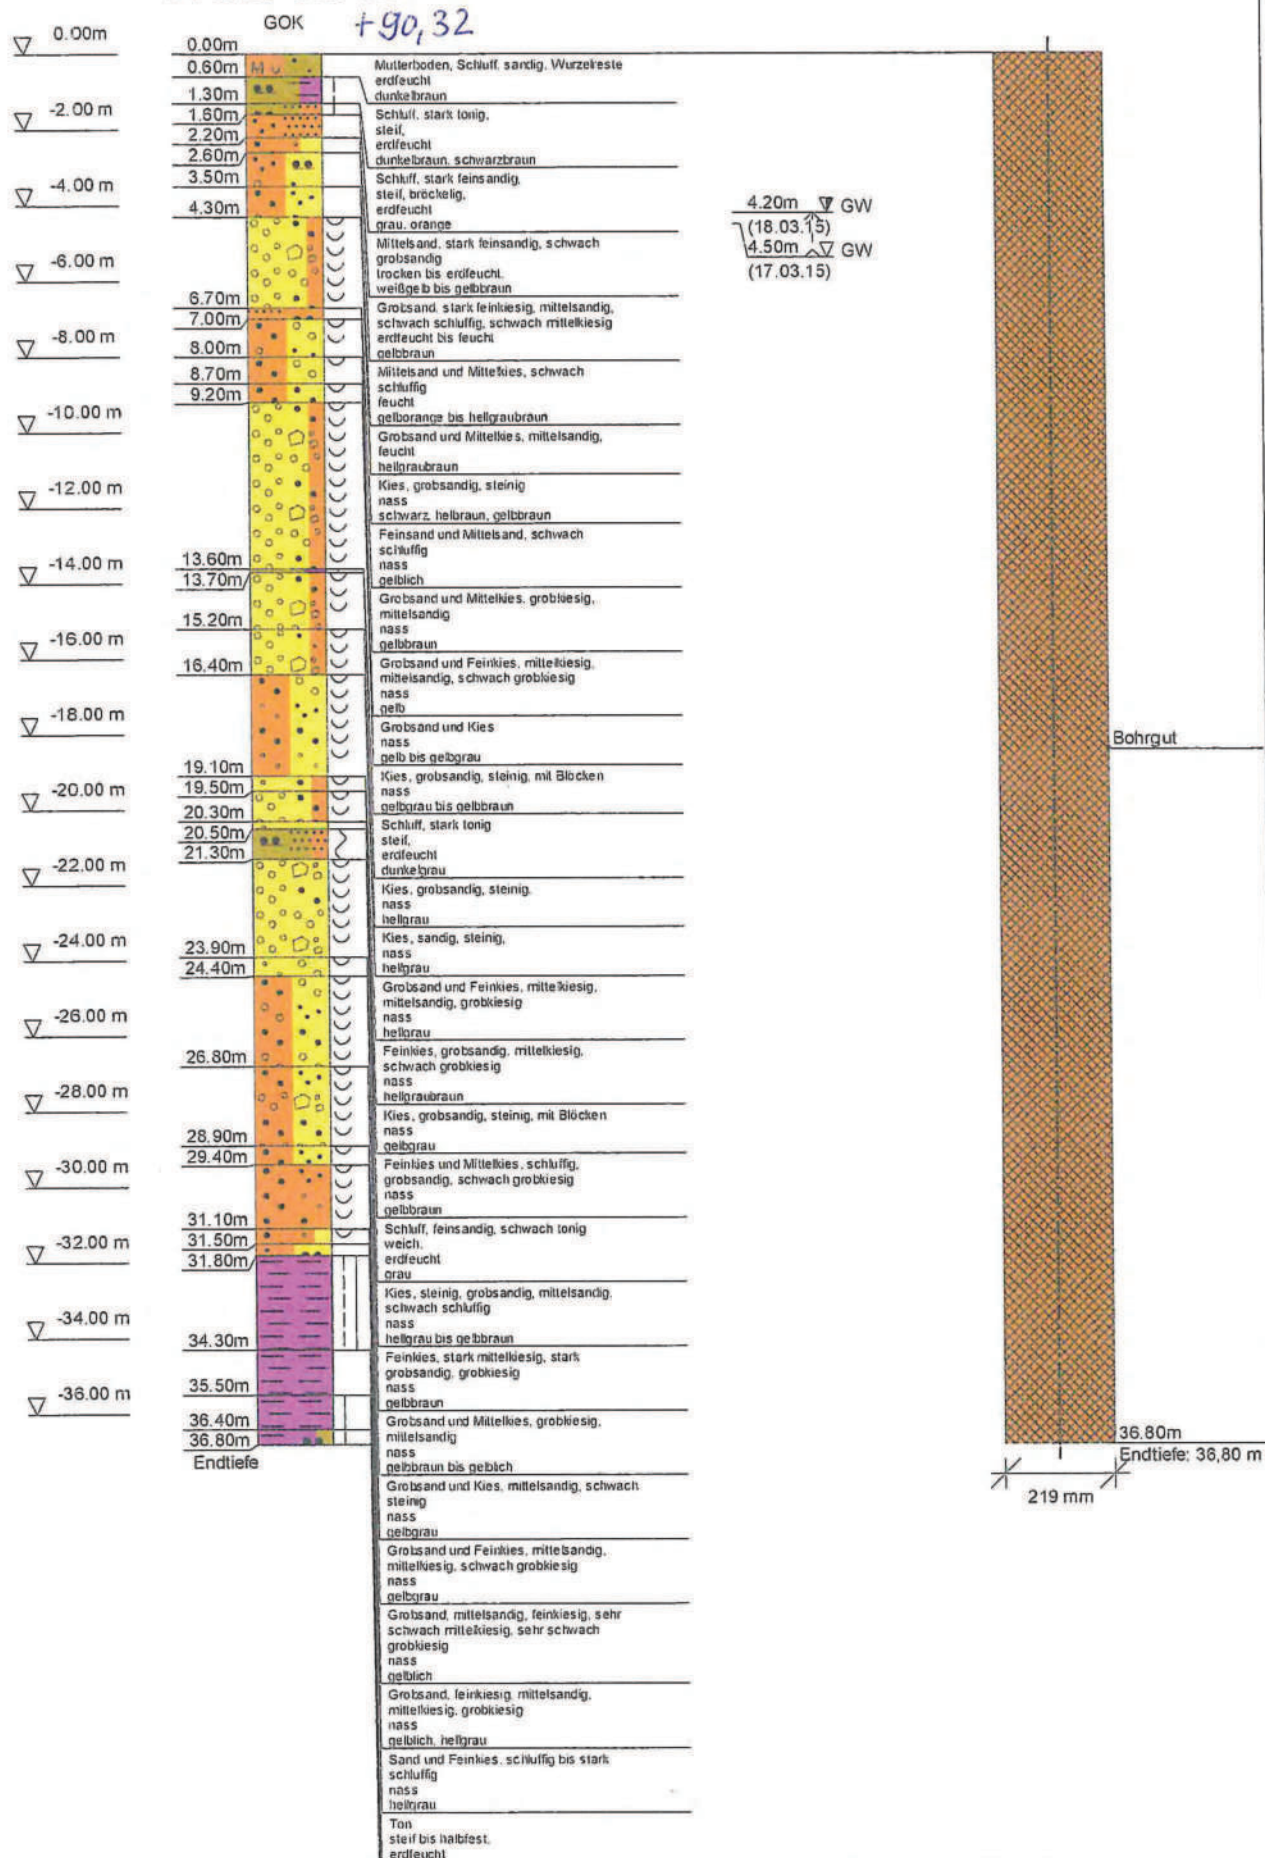 GOK
+90,32
0.00m
-2.00 m
-4.00 m
-6.00 m
-8.00 m
-10.00 m
-12.00 m
-14.00 m
-16.00 m
-18.00 m
-20.00 m
-22.00 m
-24.00 m
-26.00 m
-28.00 m
-30.00 m
-32.00 m
-34.00 m
-36.00 m
0.00m
0.60m
1.30m
1.60m
2.20m
2.60m
3.50m
4.30m
6.70m
7.00m
8.00m
8.70m
9.20m
13.60m
13.70m
15.20m
16.40m
19.10m
19.50m
20.30m
20.50m
21.30m
23.90m
24.40m
26.80m
28.90m
29.40m
31.10m
31.50m
31.80m
34.30m
35.50m
36.40m
36.80m
Endtiefe
M u
Mutterboden, Schluff, sandig, Wurzelreste
erdfeucht
dunkelbraun
Schluff, stark tonig,
steif,
erdfeucht
dunkelbraun, schwarzbraun
Schluff, stark feinsandig,
steif, bröckelig,
erdfeucht
grau, orange
Mittelsand, stark feinsandig, schwach
grobsandig
trocken bis erdfeucht,
weißgelb bis gelbbraun
Grobsand, stark feinkiesig, mittelsandig,
schwach schluffig, schwach mittelkiesig
erdfeucht bis feucht
gelbbraun
Mittelsand und Mittelkies, schwach
schluffig
feucht
gelborange bis hellgraubraun
Grobsand und Mittelkies, mittelsandig,
feucht
hellgraubraun
Kies, grobsandig, steinig
nass
schwarz, helbraun, gelbbraun
Feinsand und Mittelsand, schwach
schluffig
nass
gelblich
Grobsand und Mittelkies, grobkiesig,
mittelsandig
nass
gelbbraun
Grobsand und Feinkies, mittelkiesig,
mittelsandig, schwach grobkiesig
nass
gelb
Grobsand und Kies
nass
gelb bis gelbgrau
Kies, grobsandig, steinig, mit Blöcken
nass
gelbgrau bis gelbbraun
Schluff, stark tonig
steif,
erdfeucht
dunkelgrau
Kies, grobsandig, steinig,
nass
hellgrau
Kies, sandig, steinig,
nass
hellgrau
Grobsand und Feinkies, mittelkiesig,
mittelsandig, grobkiesig
nass
hellgrau
Feinkies, grobsandig, mittelkiesig,
schwach grobkiesig
nass
hellgraubraun
Kies, grobsandig, steinig, mit Blöcken
nass
gelbgrau
Feinkies und Mittelkies, schluffig,
grobsandig, schwach grobkiesig
nass
gelbbraun
Schluff, feinsandig, schwach tonig
weich,
erdfeucht
grau
Kies, steinig, grobsandig, mittelsandig,
schwach schluffig
nass
hellgrau bis gelbbraun
Feinkies, stark mittelkiesig, stark
grobsandig, grobkiesig
nass
gelbbraun
Grobsand und Mittelkies, grobkiesig,
mittelsandig
nass
gelbbraun bis gelblich
Grobsand und Kies, mittelsandig, schwach
steinig
nass
gelbgrau
Grobsand und Feinkies, mittelsandig,
mittelkiesig, schwach grobkiesig
nass
gelbgrau
Grobsand, mittelsandig, feinkiesig, sehr
schwach mittelkiesig, sehr schwach
grobkiesig
nass
gelblich
Grobsand, feinkiesig, mittelsandig,
mittelkiesig, grobkiesig
nass
gelblich, hellgrau
Sand und Feinkies, schluffig bis stark
schluffig
nass
hellgrau
Ton
steif bis halbfest,
erdfeucht
4.20m GW
(18.03.15)
4.50m GW
(17.03.15)
Bohrgut
36.80m
Endtiefe: 36,80 m
219 mm